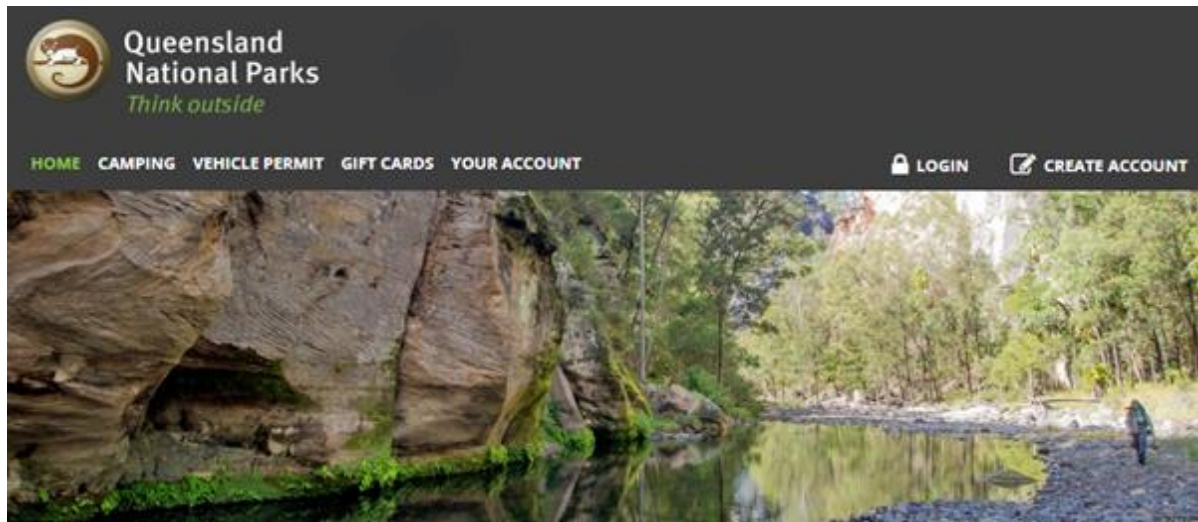 Queensland
National Parks
Think outside
HOME CAMPING VEHICLE PERMIT GIFT CARDS YOUR ACCOUNT LOGIN CREATE ACCOUNT